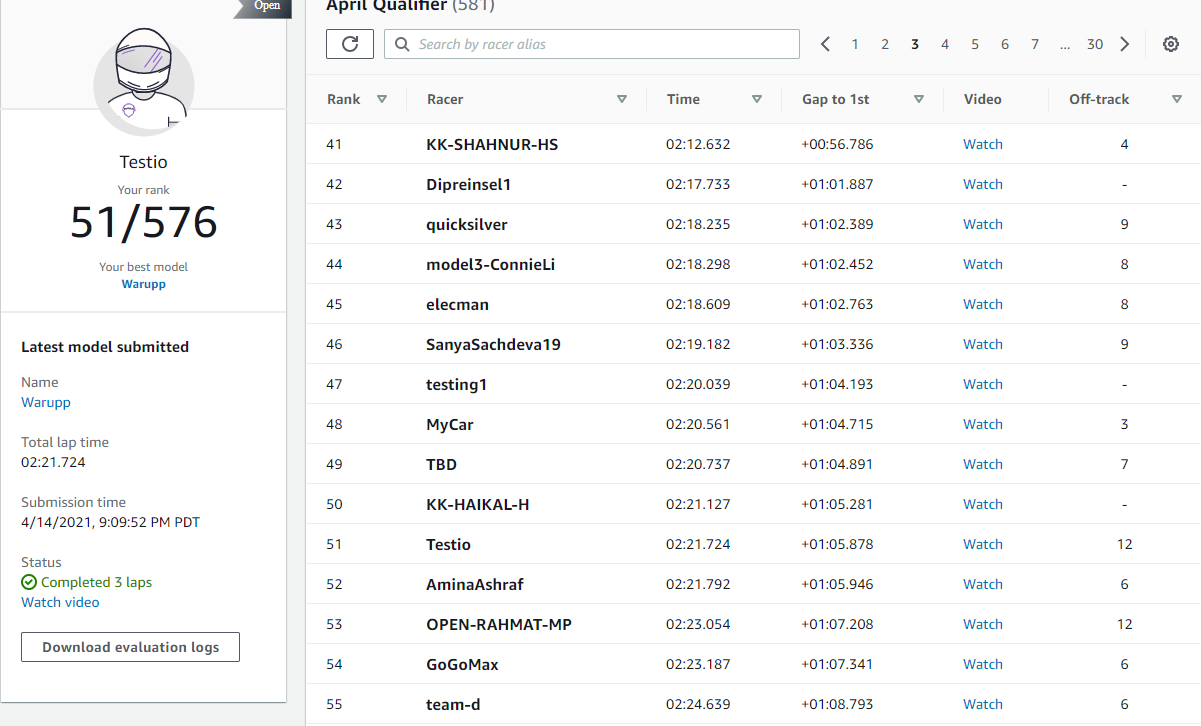 Open
Testio
Your rank
51/576
Your best model
Warupp
Latest model submitted
Name
Warupp
Total lap time
02:21.724
Submission time
4/14/2021, 9:09:52 PM PDT
Status
Completed 3 laps
Watch video
Download evaluation logs
April Qualifier (581)
Search by racer alias
1 2 3 4 5 6 7 ... 30
Rank Racer Time Gap to 1st Video Off-track
41 KK-SHAHNUR-HS 02:12.632 +00:56.786 Watch 4
42 Dipreinsel1 02:17.733 +01:01.887 Watch -
43 quicksilver 02:18.235 +01:02.389 Watch 9
44 model3-ConnieLi 02:18.298 +01:02.452 Watch 8
45 elecman 02:18.609 +01:02.763 Watch 8
46 SanyaSachdeva19 02:19.182 +01:03.336 Watch 9
47 testing1 02:20.039 +01:04.193 Watch -
48 MyCar 02:20.561 +01:04.715 Watch 3
49 TBD 02:20.737 +01:04.891 Watch 7
50 KK-HAIKAL-H 02:21.127 +01:05.281 Watch -
51 Testio 02:21.724 +01:05.878 Watch 12
52 AminaAshraf 02:21.792 +01:05.946 Watch 6
53 OPEN-RAHMAT-MP 02:23.054 +01:07.208 Watch 12
54 GoGoMax 02:23.187 +01:07.341 Watch 6
55 team-d 02:24.639 +01:08.793 Watch 6